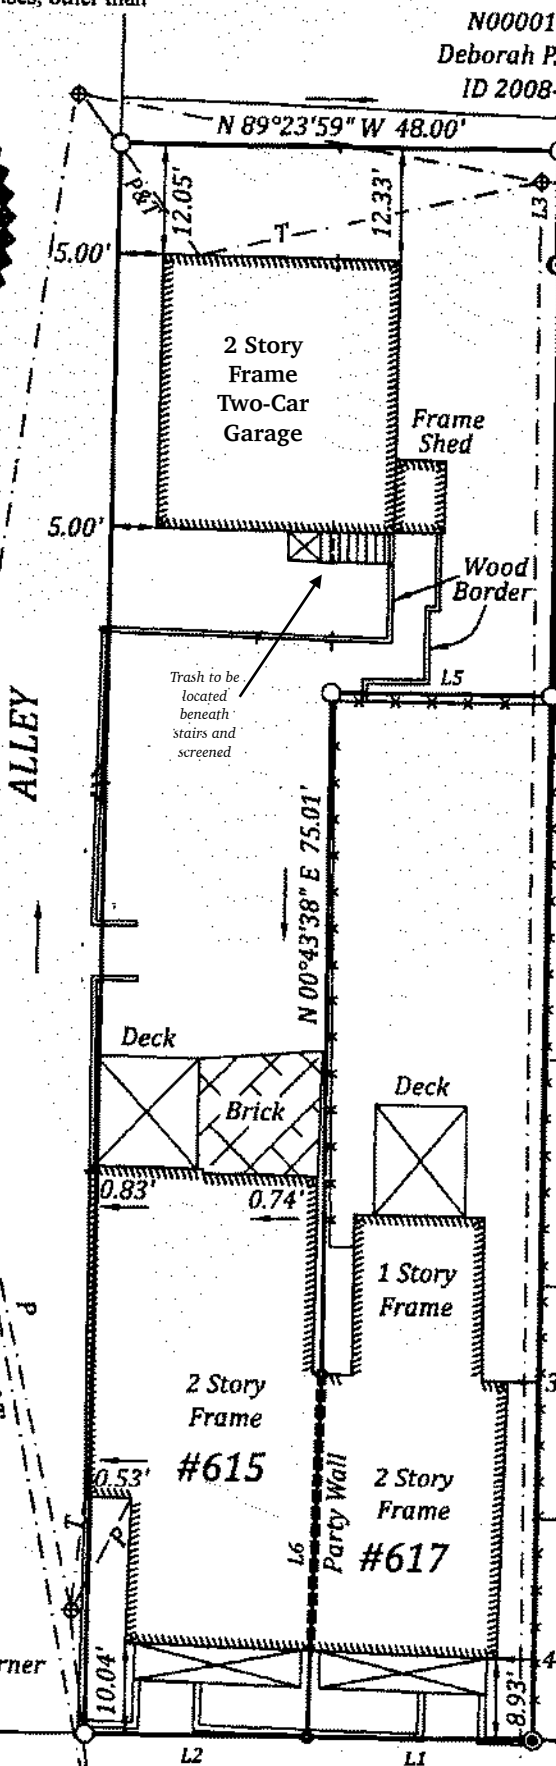 N00001
Deborah P.
ID 2008-
N 89°23'59" W 48.00'
P&T
12.05'
12.33'
L3
T
5.00'
2 Story
Frame
Two-Car
Garage
Frame
Shed
5.00'
Wood
Border
Trash to be
located
beneath
stairs and
screened
L5
ALLEY
N 00°43'38" E 75.01'
Deck
Brick
Deck
0.83'
0.74'
1 Story
Frame
P
2 Story
Frame
#615
0.53'
T
P
L6
Party Wall
2 Story
Frame
#617
rner
10.04'
8.93'
L2
L1